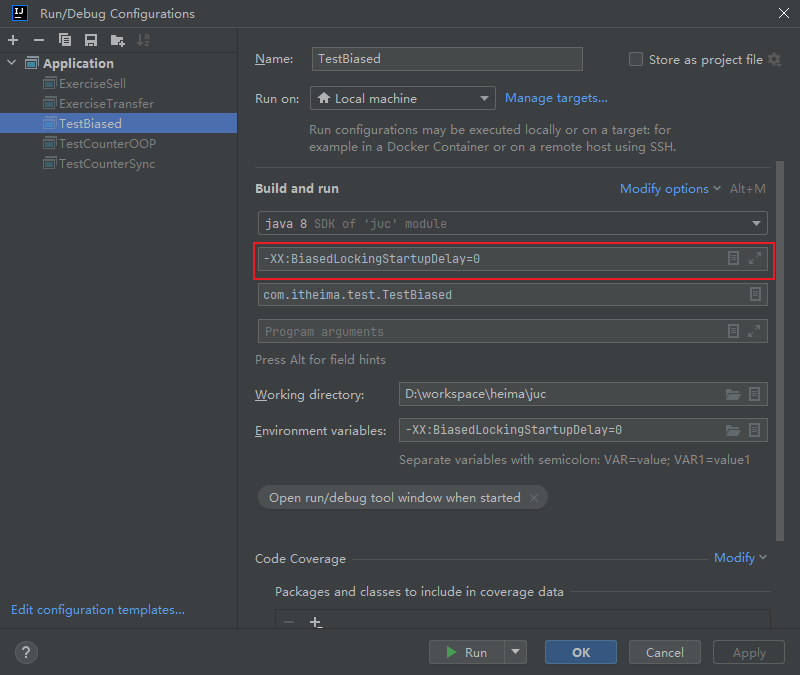 IJ Run/Debug Configurations
Application
ExerciseSell
ExerciseTransfer
TestBiased
TestCounterOOP
TestCounterSync
Edit configuration templates...
Name: TestBiased Store as project file
Run on: Local machine Manage targets...
Run configurations may be executed locally or on a target: for
example in a Docker Container or on a remote host using SSH.
Build and run Modify options Alt+M
java 8 SDK of 'juc' module
-XX:BiasedLockingStartupDelay=0
com.itheima.test.TestBiased
Program arguments
Press Alt for field hints
Working directory: D:\workspace\heima\juc
Environment variables: -XX:BiasedLockingStartupDelay=0
Separate variables with semicolon: VAR=value; VAR1=value1
Open run/debug tool window when started
Code Coverage Modify
Packages and classes to include in coverage data
? Run OK Cancel Apply